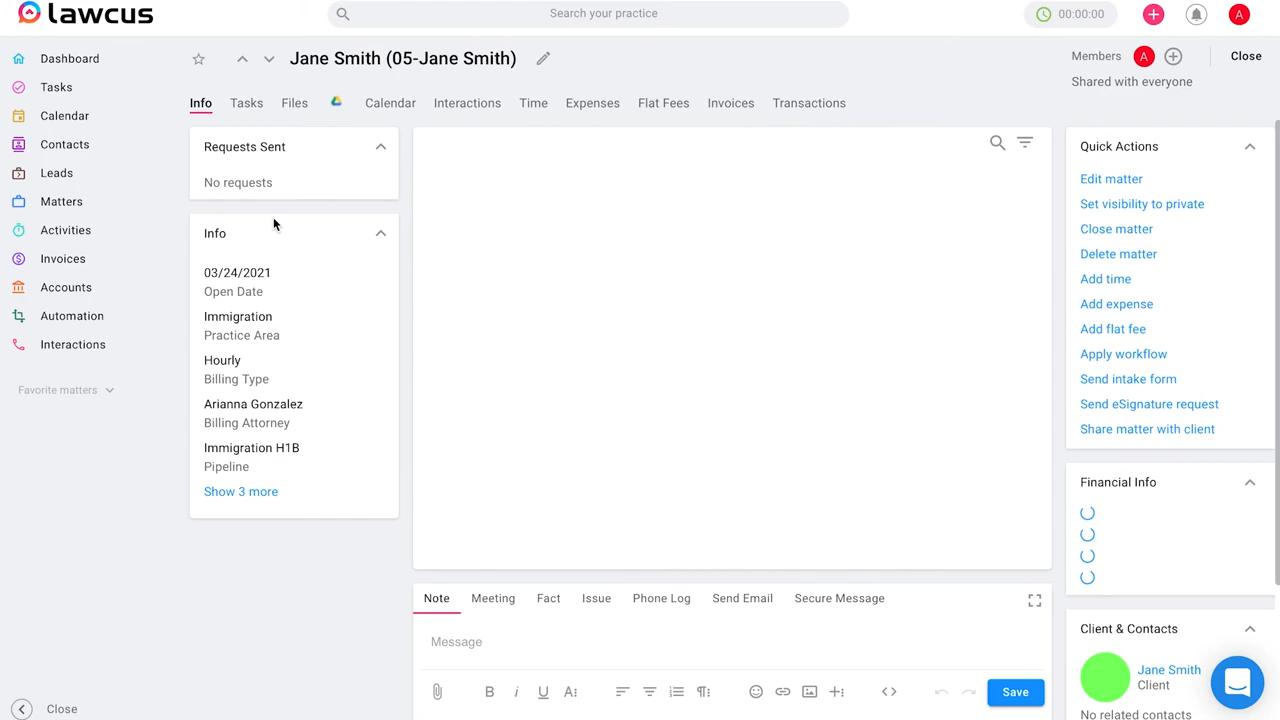 lawcus
Search your practice
00:00:00
A
Dashboard
Tasks
Calendar
Contacts
Leads
Matters
Activities
Invoices
Accounts
Automation
Interactions
Favorite matters
Close
Jane Smith (05-Jane Smith)
Members
A
Close
Shared with everyone
Info
Tasks
Files
Calendar
Interactions
Time
Expenses
Flat Fees
Invoices
Transactions
Requests Sent
No requests
Info
03/24/2021
Open Date
Immigration
Practice Area
Hourly
Billing Type
Arianna Gonzalez
Billing Attorney
Immigration H1B
Pipeline
Show 3 more
Note
Meeting
Fact
Issue
Phone Log
Send Email
Secure Message
Message
B
i
U
A
Save
Quick Actions
Edit matter
Set visibility to private
Close matter
Delete matter
Add time
Add expense
Add flat fee
Apply workflow
Send intake form
Send eSignature request
Share matter with client
Financial Info
Client & Contacts
Jane Smith
Client
No related contacts